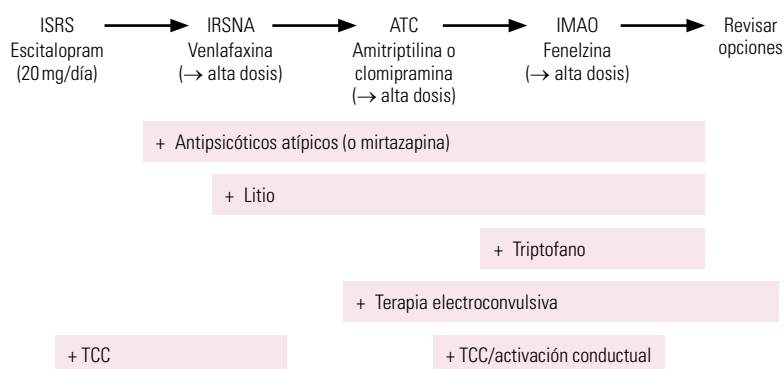 ISRS
Escitalopram
(20 mg/día)
IRSNA
Venlafaxina
(→ alta dosis)
ATC
Amitriptilina o
clomipramina
(→ alta dosis)
IMAO
Fenelzina
(→ alta dosis)
Revisar
opciones
+ Antipsicóticos atípicos (o mirtazapina)
+ Litio
+ Triptofano
+ Terapia electroconvulsiva
+ TCC
+ TCC/activación conductual